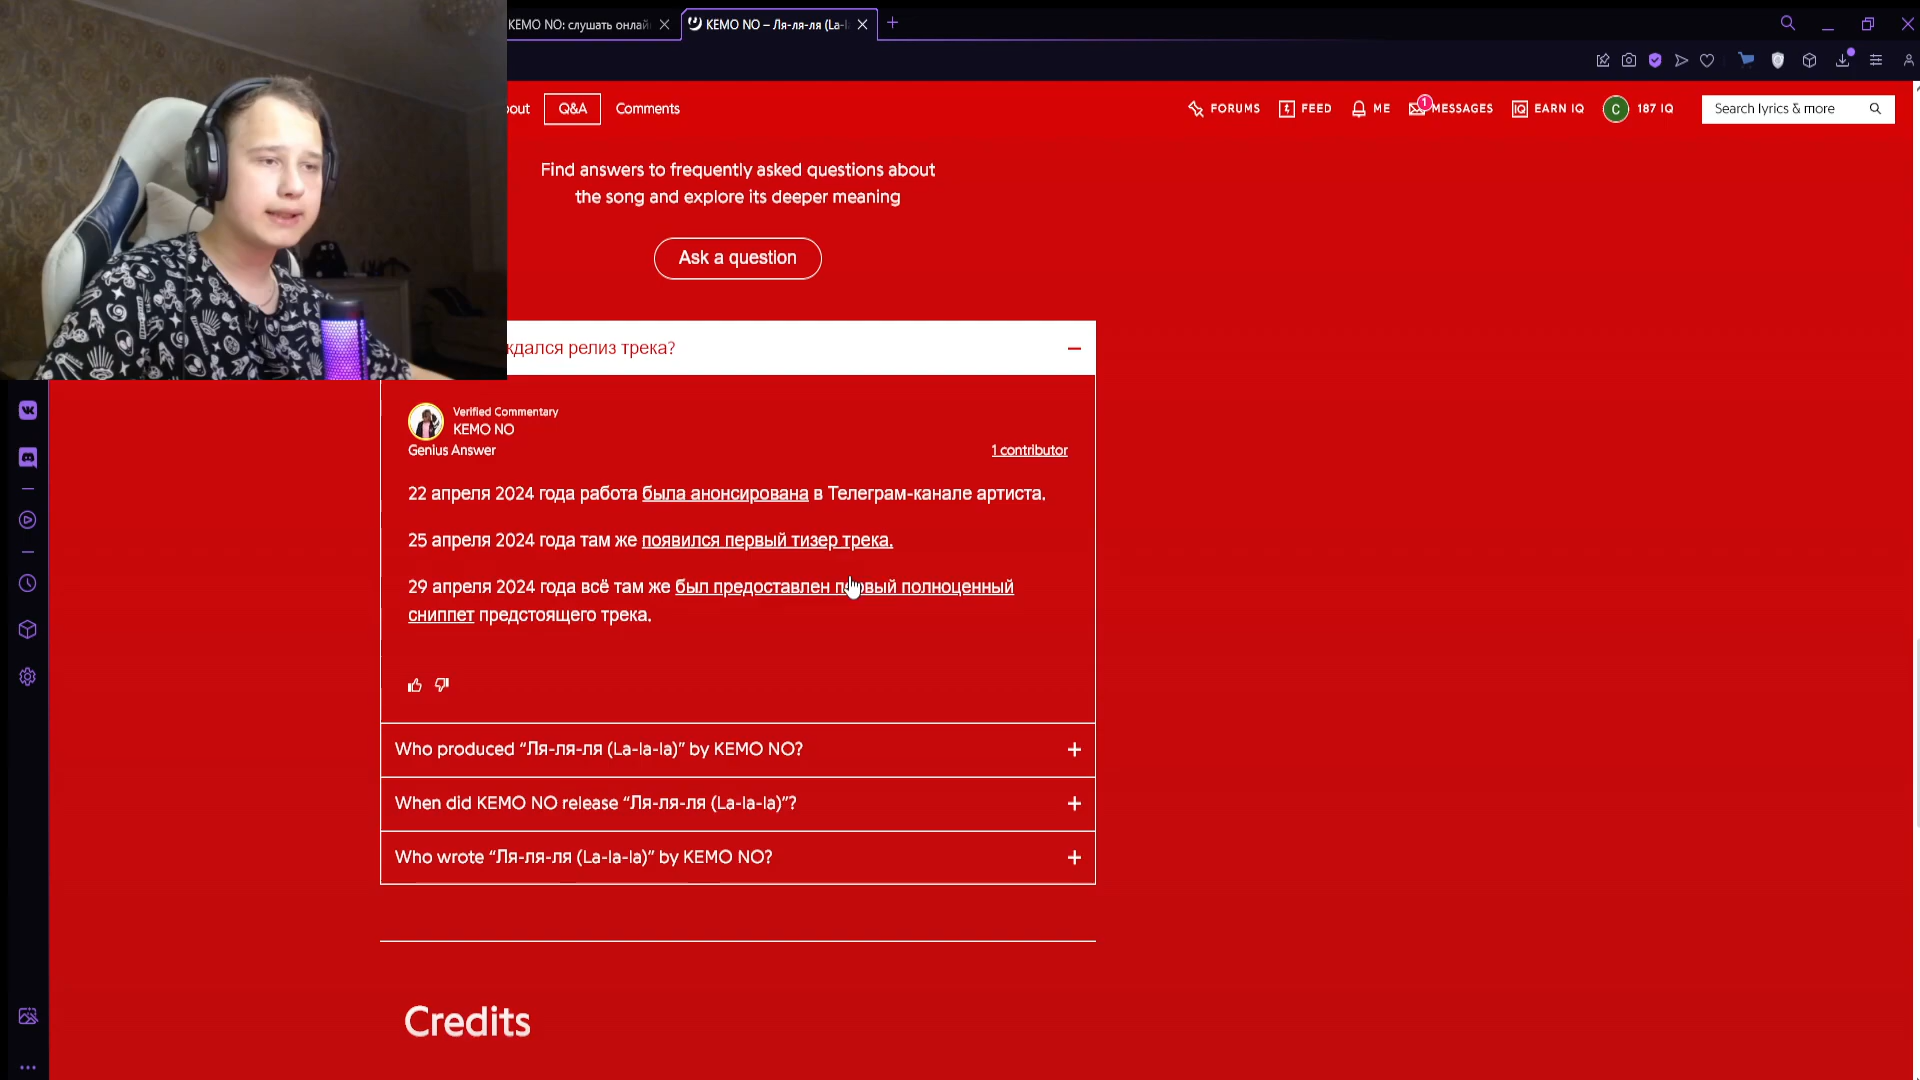 KEMO NO: слушать онлай
KEMO NO – Ля-ля-ля (La-l
out
Q&A
Comments
FORUMS
FEED
ME
1
MESSAGES
IQ
EARN IQ
C
187 IQ
Search lyrics & more
Find answers to frequently asked questions about
the song and explore its deeper meaning
Ask a question
ждался релиз трека?
Verified Commentary
KEMO NO
Genius Answer
1 contributor
22 апреля 2024 года работа была анонсирована в Телеграм-канале артиста.
25 апреля 2024 года там же появился первый тизер трека.
29 апреля 2024 года всё там же был предоставлен первый полноценный
сниппет предстоящего трека.
Who produced “Ля-ля-ля (La-la-la)” by KEMO NO?
When did KEMO NO release “Ля-ля-ля (La-la-la)”?
Who wrote “Ля-ля-ля (La-la-la)” by KEMO NO?
Credits